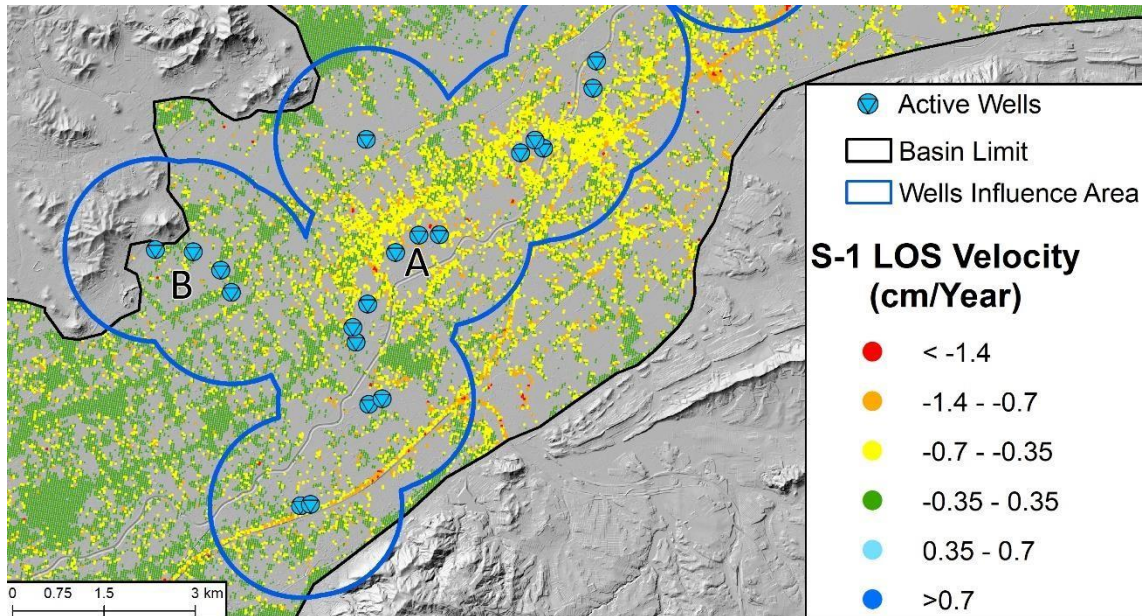 Active Wells
Basin Limit
Wells Influence Area
A
B
S-1 LOS Velocity
(cm/Year)
< -1.4
-1.4 - -0.7
-0.7 - -0.35
-0.35 - 0.35
0.35 - 0.7
>0.7
0 0.75 1.5 3 km